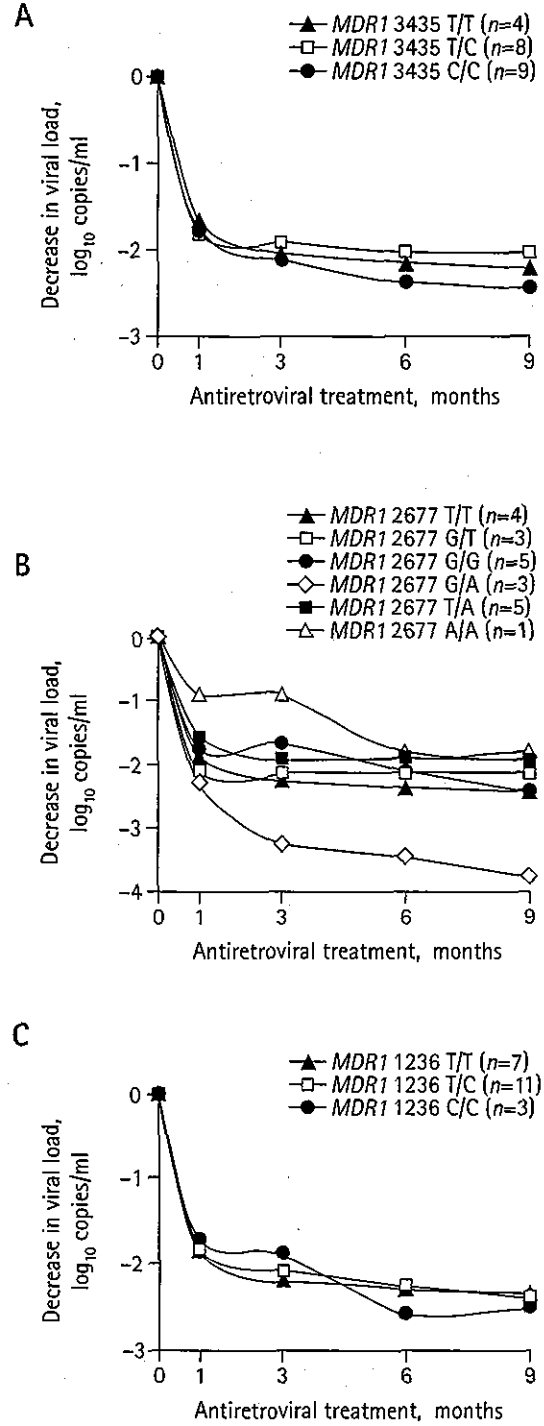 A
MDR1 3435 T/T (n=4)
MDR1 3435 T/C (n=8)
MDR1 3435 C/C (n=9)
Decrease in viral load,
log10 copies/ml
0
−1
−2
−3
0 1 3 6 9
Antiretroviral treatment, months
B
MDR1 2677 T/T (n=4)
MDR1 2677 G/T (n=3)
MDR1 2677 G/G (n=5)
MDR1 2677 G/A (n=3)
MDR1 2677 T/A (n=5)
MDR1 2677 A/A (n=1)
Decrease in viral load,
log10 copies/ml
0
−1
−2
−3
−4
0 1 3 6 9
Antiretroviral treatment, months
C
MDR1 1236 T/T (n=7)
MDR1 1236 T/C (n=11)
MDR1 1236 C/C (n=3)
Decrease in viral load,
log10 copies/ml
0
−1
−2
−3
0 1 3 6 9
Antiretroviral treatment, months